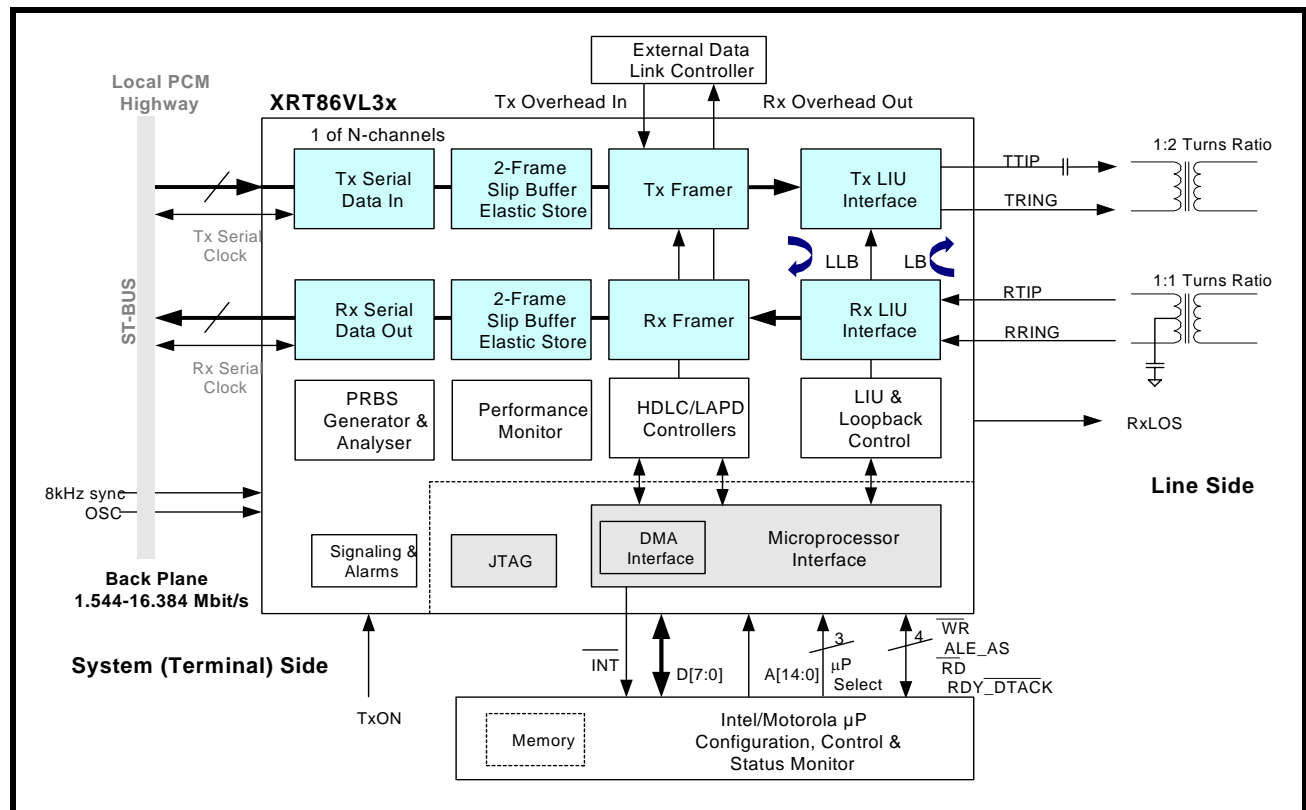 External Data
Link Controller
Local PCM
Highway
XRT86VL3x
Tx Overhead In
Rx Overhead Out
1 of N-channels
Tx Serial
Data In
2-Frame
Slip Buffer
Elastic Store
Tx Framer
Tx LIU
Interface
TTIP
TRING
1:2 Turns Ratio
Tx Serial
Clock
LLB
LB
ST-BUS
Rx Serial
Data Out
2-Frame
Slip Buffer
Elastic Store
Rx Framer
Rx LIU
Interface
RTIP
RRING
1:1 Turns Ratio
Rx Serial
Clock
PRBS
Generator &
Analyser
Performance
Monitor
HDLC/LAPD
Controllers
LIU &
Loopback
Control
RxLOS
8kHz sync
OSC
Line Side
Signaling &
Alarms
JTAG
DMA
Interface
Microprocessor
Interface
Back Plane
1.544-16.384 Mbit/s
System (Terminal) Side
TxON
INT
D[7:0]
A[14:0]
3
µP
Select
4
WR
ALE_AS
RD
RDY_DTACK
Memory
Intel/Motorola µP
Configuration, Control &
Status Monitor